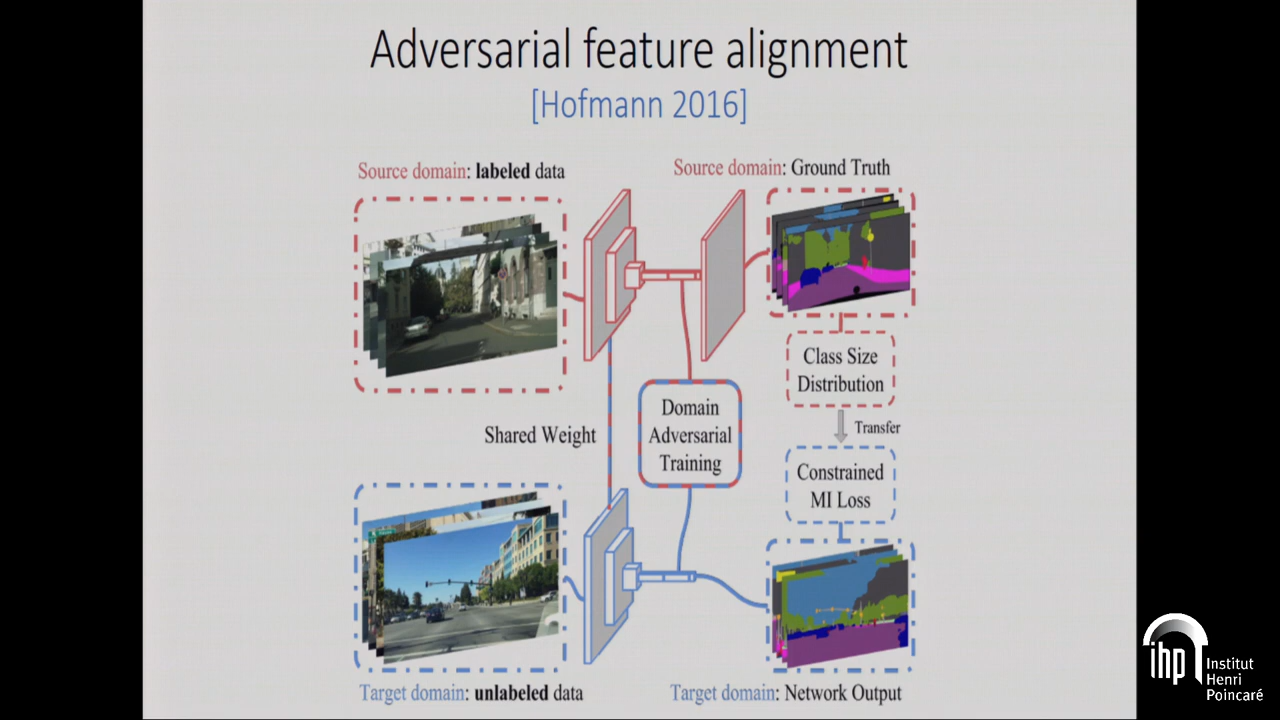 Adversarial feature alignment
[Hofmann 2016]
Source domain: labeled data
Source domain: Ground Truth
Class Size
Distribution
Transfer
Domain
Adversarial
Training
Shared Weight
Constrained
MI Loss
Target domain: unlabeled data
Target domain: Network Output
ihp
Institut
Henri
Poincaré